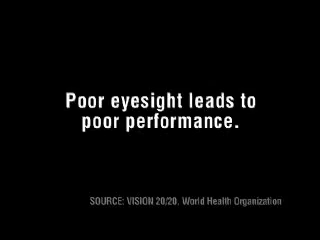 Poor eyesight leads to
poor performance.
SOURCE: VISION 20/20, World Health Organization